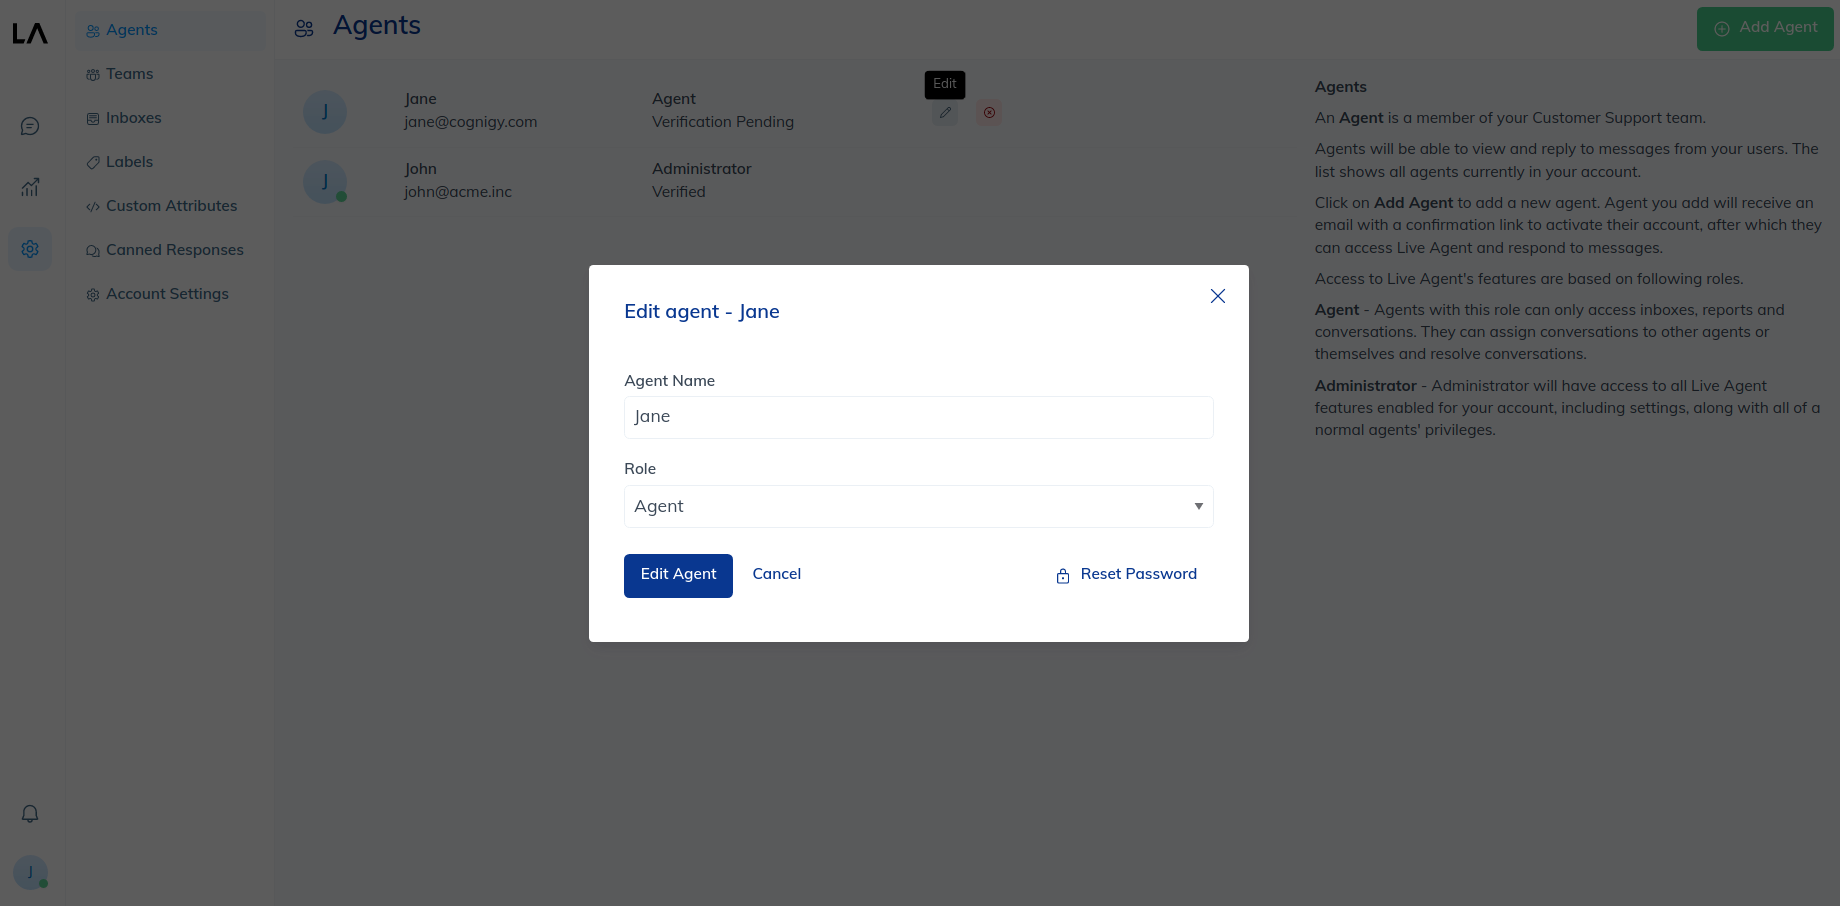 LA
Agents
Teams
Inboxes
Labels
Custom Attributes
Canned Responses
Account Settings
J
Agents
Add Agent
Edit
J
Jane
jane@cognigy.com
Agent
Verification Pending
J
John
john@acme.inc
Administrator
Verified
Agents
An Agent is a member of your Customer Support team.
Agents will be able to view and reply to messages from your users. The
list shows all agents currently in your account.
Click on Add Agent to add a new agent. Agent you add will receive an
email with a confirmation link to activate their account, after which they
can access Live Agent and respond to messages.
Access to Live Agent's features are based on following roles.
Agent - Agents with this role can only access inboxes, reports and
conversations. They can assign conversations to other agents or
themselves and resolve conversations.
Administrator - Administrator will have access to all Live Agent
features enabled for your account, including settings, along with all of a
normal agents' privileges.
Edit agent - Jane
Agent Name
Jane
Role
Agent
Edit Agent
Cancel
Reset Password